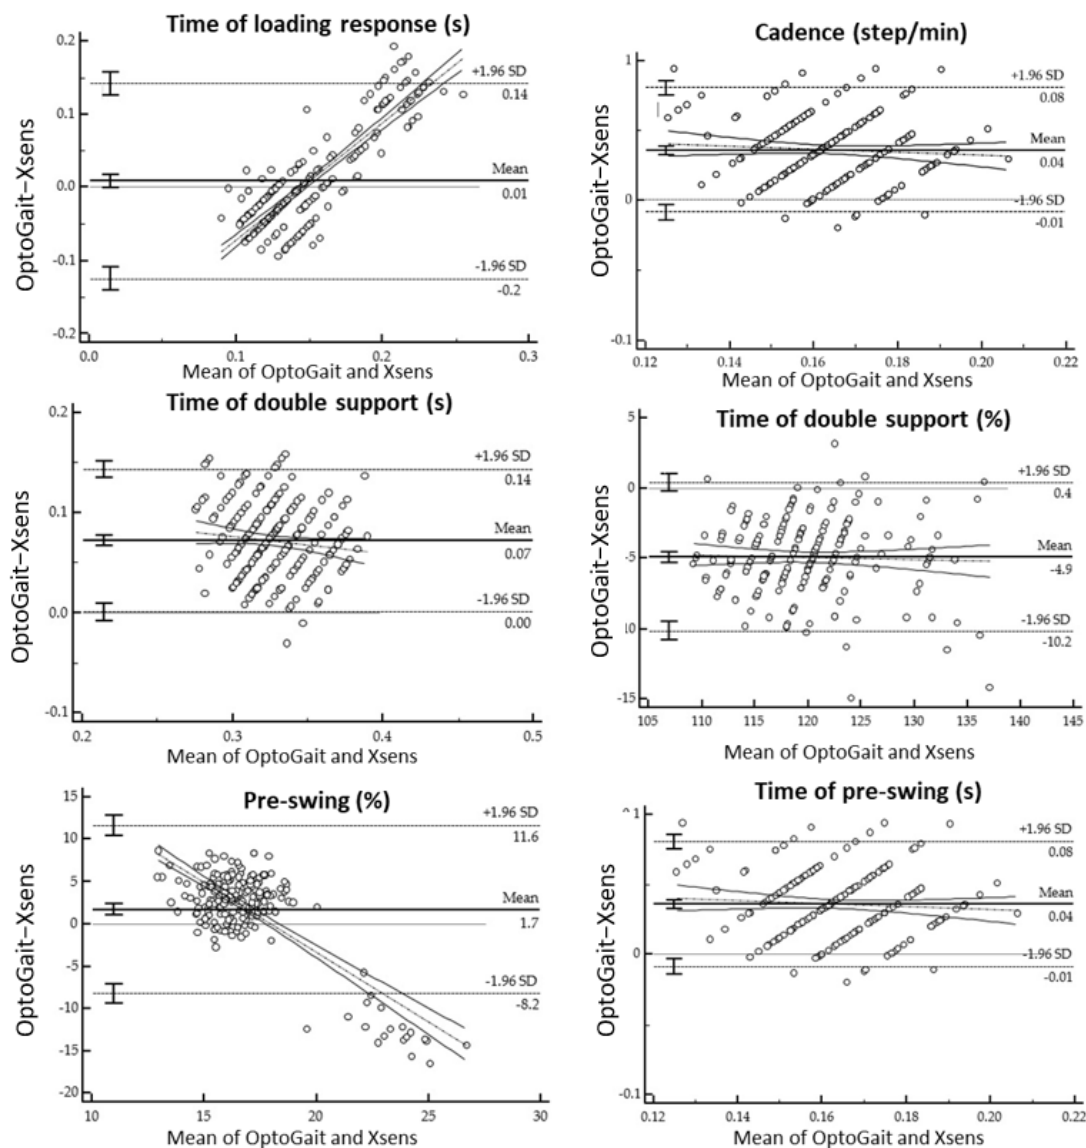 Time of loading response (s)
0.2
0.1
0.0
-0.1
-0.2
+1.96 SD
0.14
Mean
0.01
-1.96 SD
-0.2
0.0
0.1
0.2
0.3
OptoGait−Xsens
Mean of OptoGait and Xsens
Cadence (step/min)
1
0
-0.1
+1.96 SD
0.08
Mean
0.04
-1.96 SD
-0.01
0.12
0.14
0.16
0.18
0.20
0.22
OptoGait−Xsens
Mean of OptoGait and Xsens
Time of double support (s)
0.2
0.1
0.0
-0.1
+1.96 SD
0.14
Mean
0.07
-1.96 SD
0.00
0.2
0.3
0.4
0.5
OptoGait−Xsens
Mean of OptoGait and Xsens
Time of double support (%)
5
0
-5
-10
-15
+1.96 SD
0.4
Mean
-4.9
-1.96 SD
-10.2
105
110
115
120
125
130
135
140
145
OptoGait−Xsens
Mean of OptoGait and Xsens
Pre-swing (%)
15
10
5
0
-5
-10
-15
-20
+1.96 SD
11.6
Mean
1.7
-1.96 SD
-8.2
10
15
20
25
30
OptoGait−Xsens
Mean of OptoGait and Xsens
Time of pre-swing (s)
0
-0.1
+1.96 SD
0.08
Mean
0.04
-1.96 SD
-0.01
0.12
0.14
0.16
0.18
0.20
0.22
OptoGait−Xsens
Mean of OptoGait and Xsens